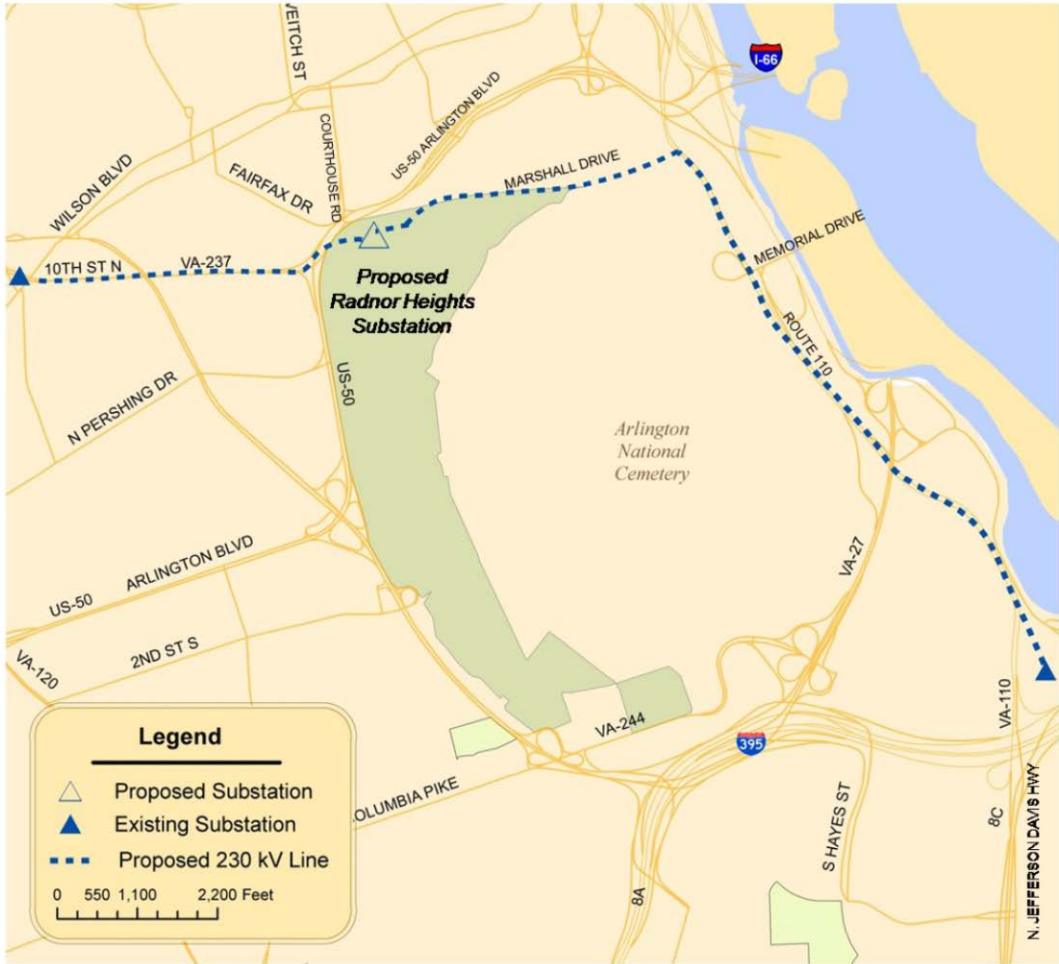 VEITCH ST
I-66
COURTHOUSE RD
US-50 ARLINGTON BLVD
WILSON BLVD
FAIRFAX DR
MARSHALL DRIVE
10TH ST N
VA-237
MEMORIAL DRIVE
Proposed
Radnor Heights
Substation
ROUTE 110
US-50
N PERSHING DR
Arlington
National
Cemetery
ARLINGTON BLVD
US-50
VA-27
2ND ST S
VA-120
VA-244
395
VA-110
OLUMBIA PIKE
S HAYES ST
8C
8A
N. JEFFERSON DAVIS HWY
Legend
Proposed Substation
Existing Substation
Proposed 230 kV Line
0 550 1,100 2,200 Feet